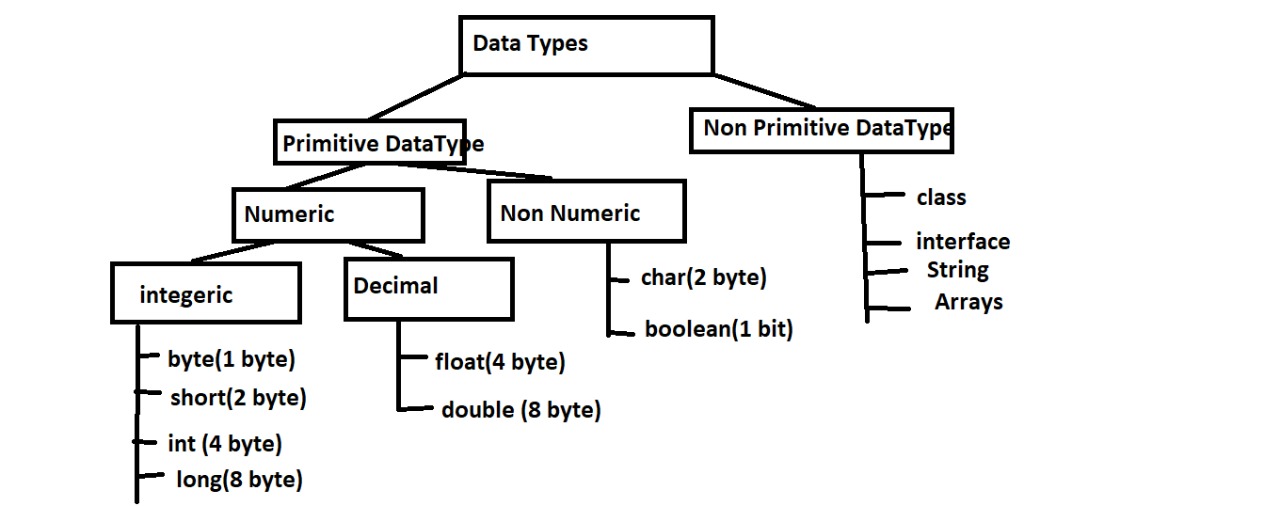 Data Types
Primitive DataType
Non Primitive DataType
Numeric
Non Numeric
integeric
Decimal
byte(1 byte)
short(2 byte)
int (4 byte)
long(8 byte)
float(4 byte)
double (8 byte)
char(2 byte)
boolean(1 bit)
class
interface
String
Arrays